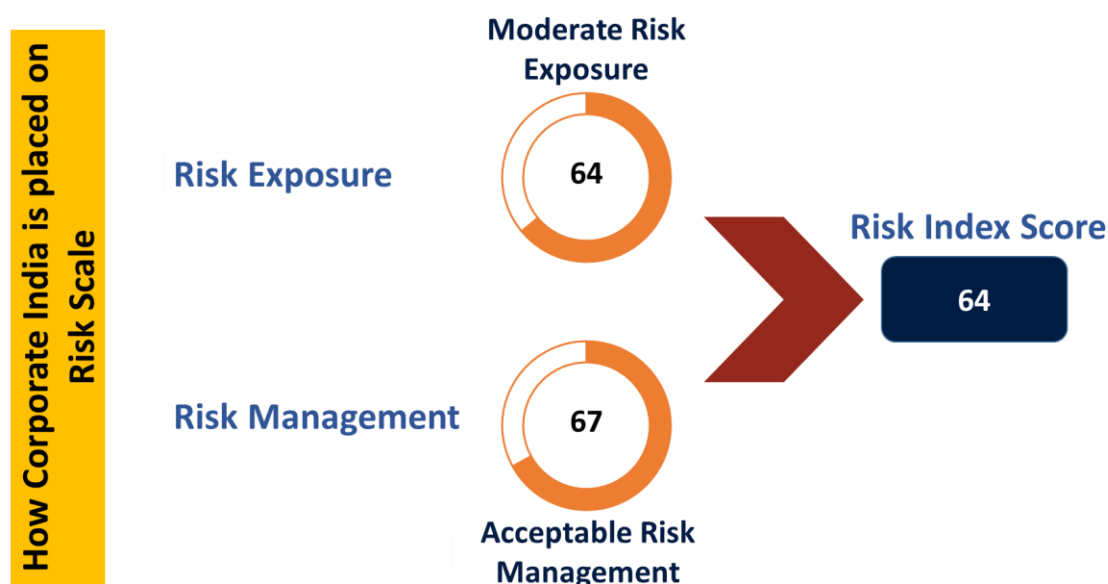 How Corporate India is placed on
Risk Scale
Moderate Risk
Exposure
Risk Exposure
64
Risk Index Score
64
Risk Management
67
Acceptable Risk
Management